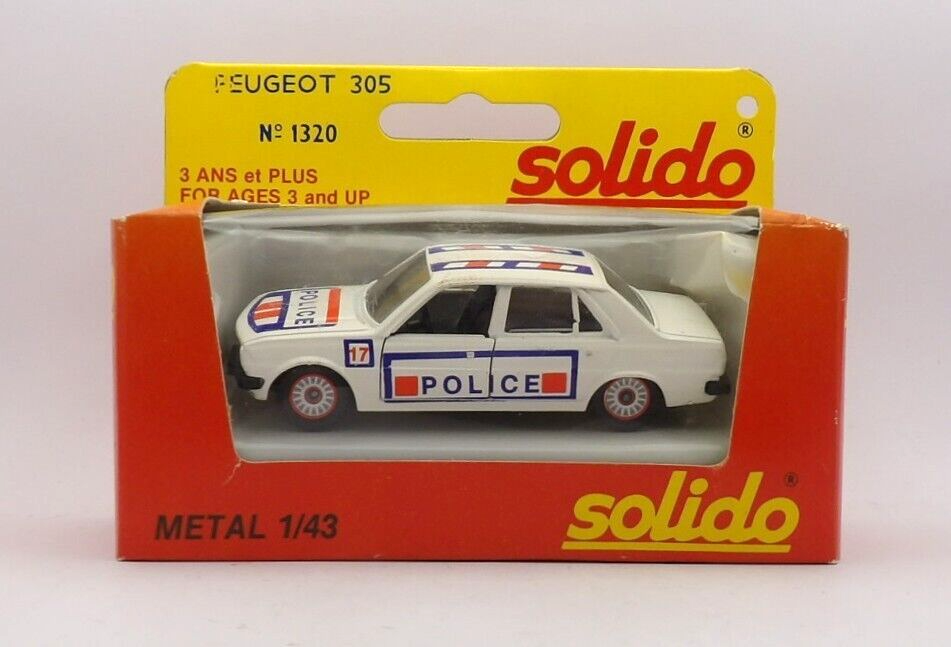 PEUGEOT 305
Nº 1320
solido®
3 ANS et PLUS
FOR AGES 3 and UP
POLICE
17
POLICE
METAL 1/43
solido®